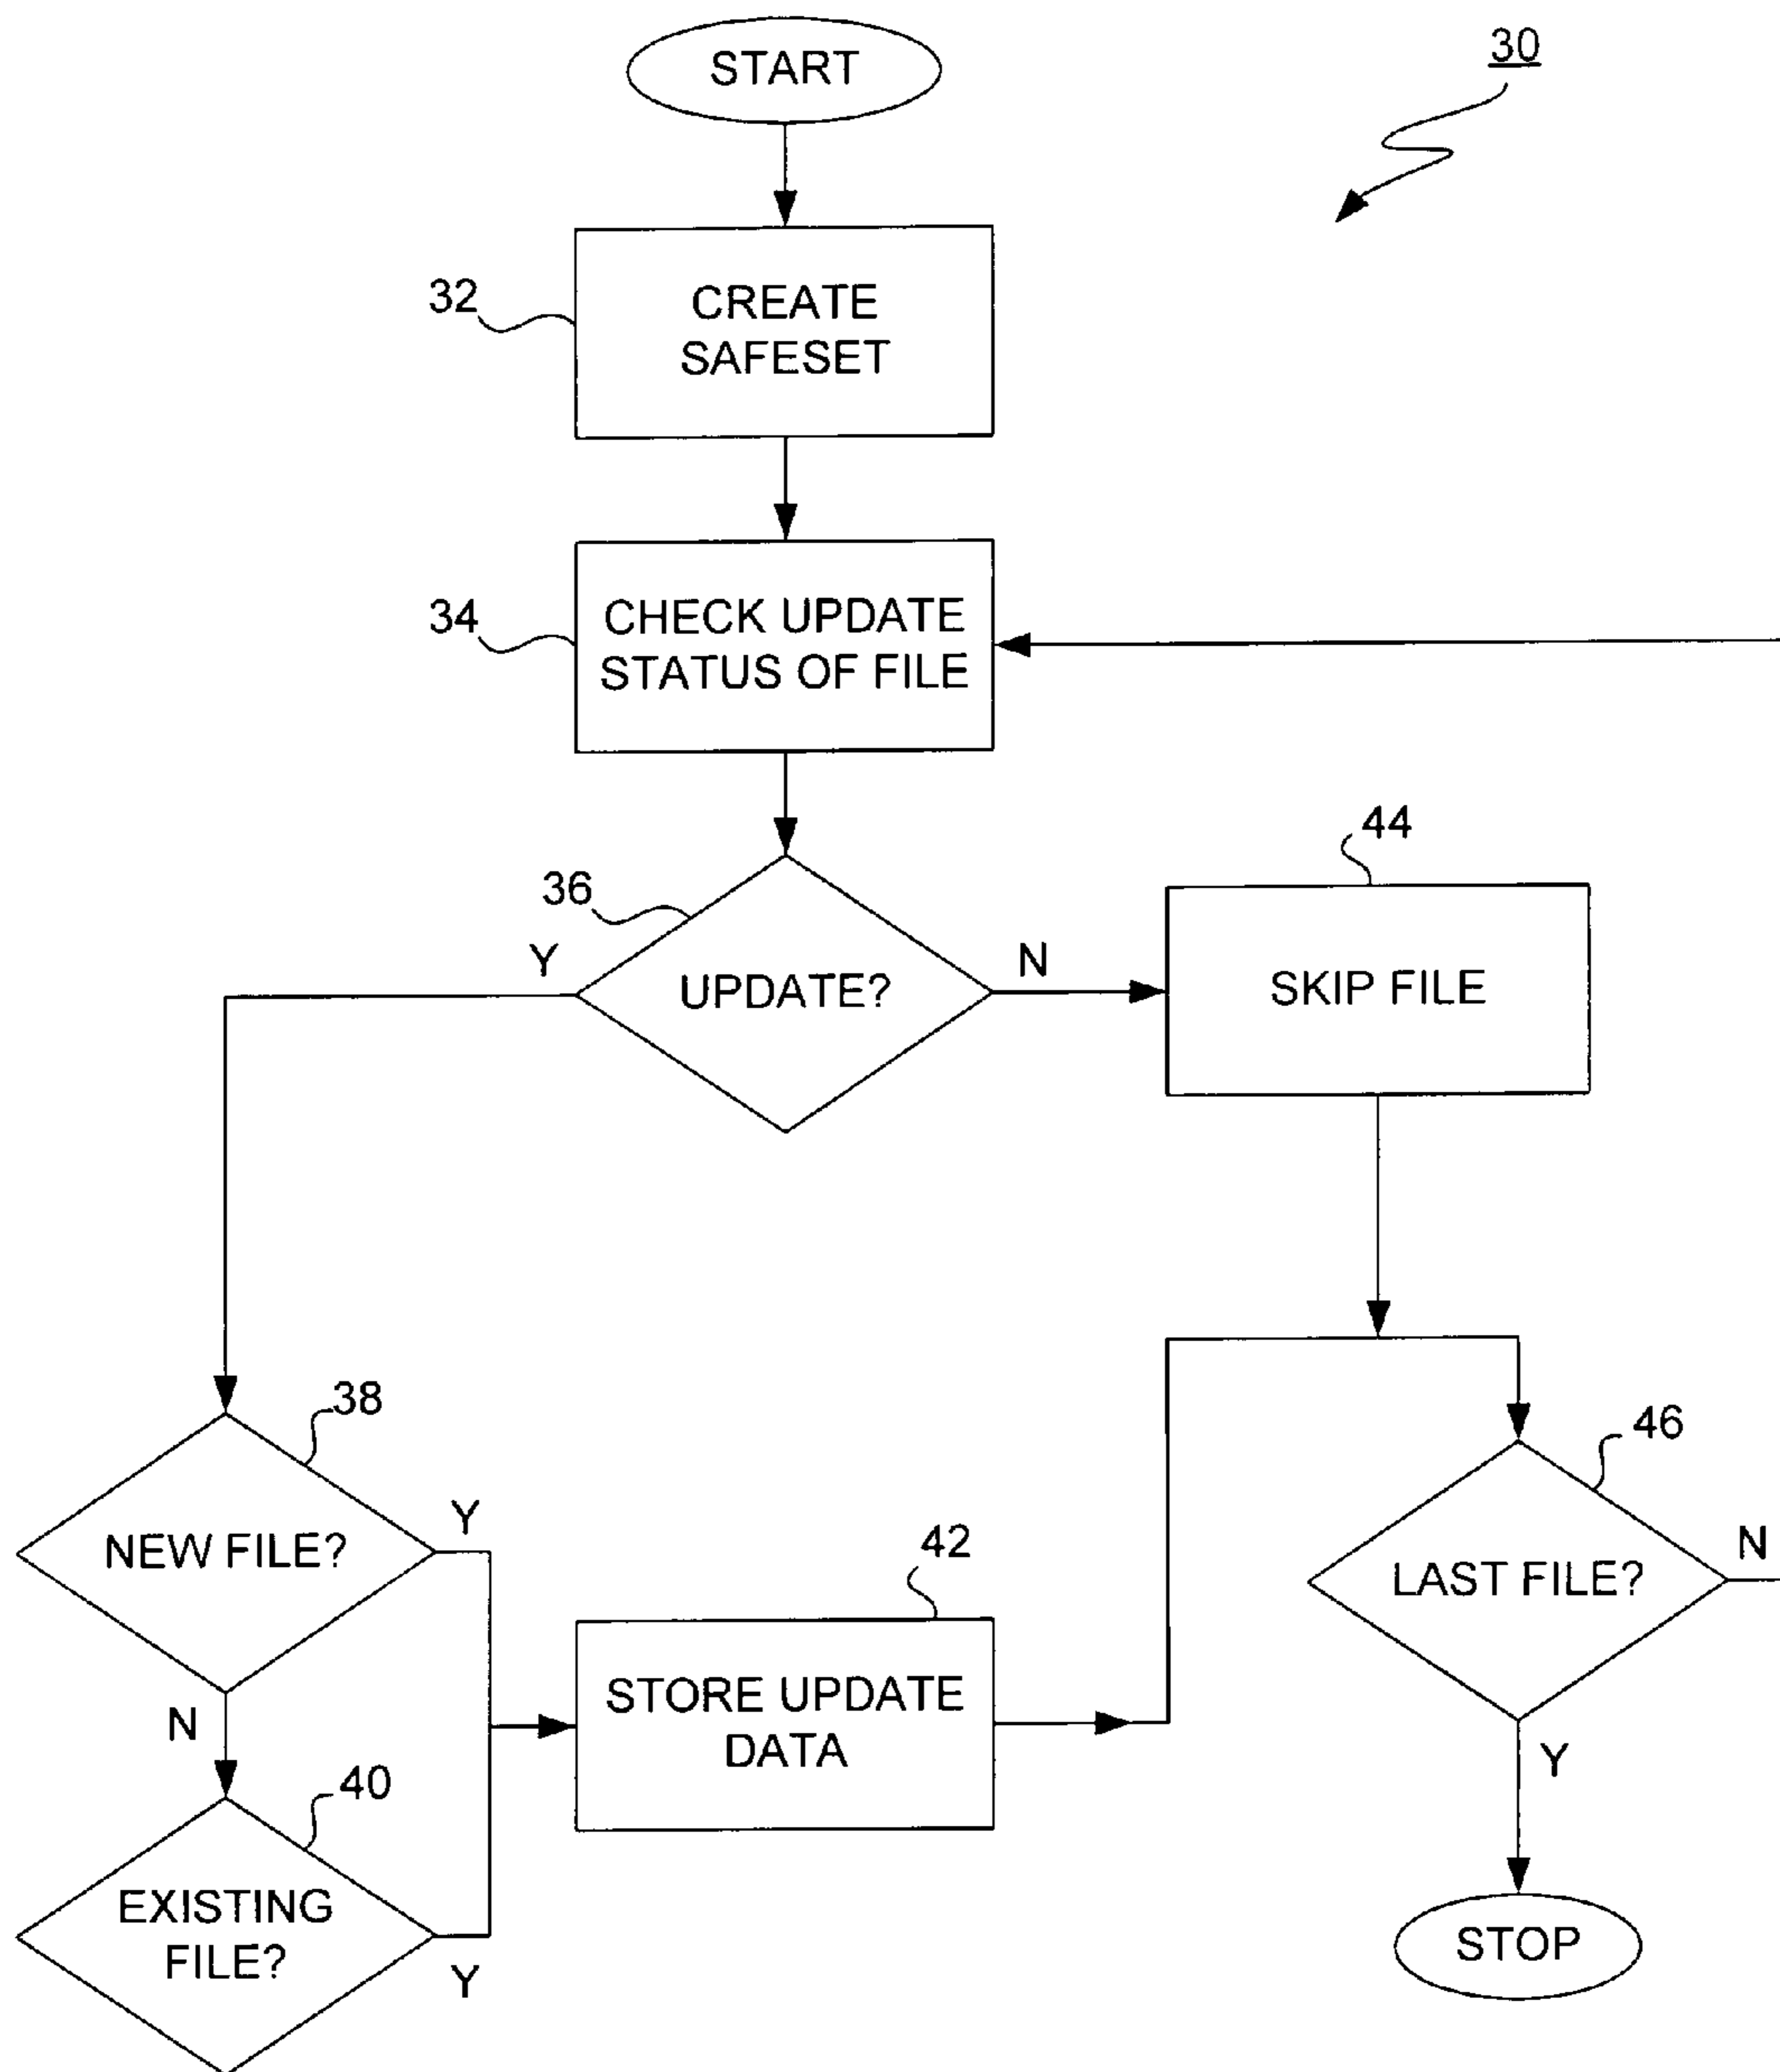 START
30
32
CREATE
SAFESET
34
CHECK UPDATE
STATUS OF FILE
44
36
Y
N
UPDATE?
SKIP FILE
38
46
Y
NEW FILE?
42
N
LAST FILE?
STORE UPDATE
DATA
N
Y
40
EXISTING
FILE?
Y
STOP